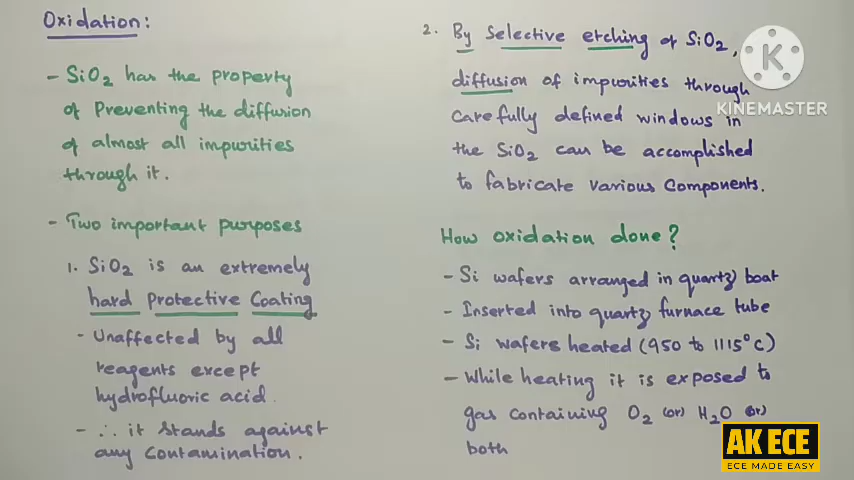 Oxidation:
- SiO2 has the property
of preventing the diffusion
of almost all impurities
through it.
- Two important purposes
1. SiO2 is an extremely
hard protective coating
- Unaffected by all
reagents except
hydrofluoric acid.
- ∴ it stands against
any contamination.
2. By selective etching of SiO2,
diffusion of impurities through
carefully defined windows in
the SiO2 can be accomplished
to fabricate various components.
How oxidation done?
- Si wafers arranged in quartz boat
- Inserted into quartz furnace tube
- Si wafers heated (950 to 1115°C)
- While heating it is exposed to
gas containing O2 (or) H2O (or)
both
K
KINEMASTER
AK ECE
ECE MADE EASY